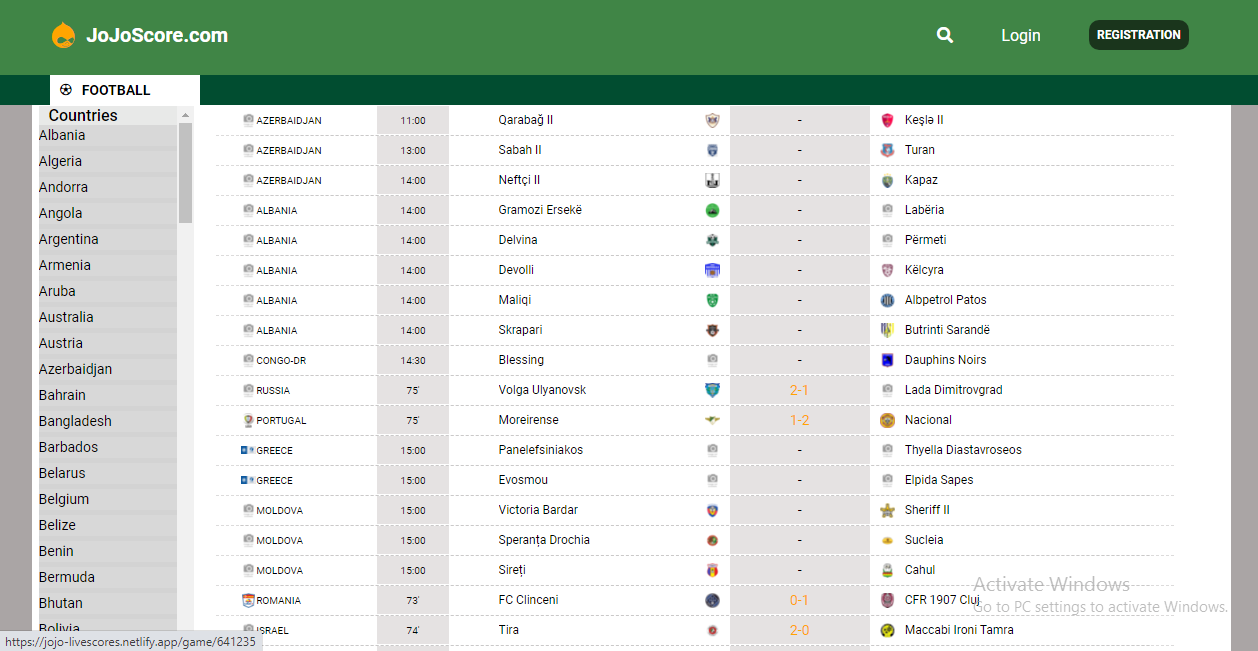 JoJoScore.com
Login
REGISTRATION
FOOTBALL
Countries
Albania
Algeria
Andorra
Angola
Argentina
Armenia
Aruba
Australia
Austria
Azerbaidjan
Bahrain
Bangladesh
Barbados
Belarus
Belgium
Belize
Benin
Bermuda
Bhutan
Bolivia
AZERBAIDJAN 11:00 Qarabağ II - Keşlə II
AZERBAIDJAN 13:00 Sabah II - Turan
AZERBAIDJAN 14:00 Neftçi II - Kapaz
ALBANIA 14:00 Gramozi Ersekë - Labëria
ALBANIA 14:00 Delvina - Përmeti
ALBANIA 14:00 Devolli - Këlcyra
ALBANIA 14:00 Maliqi - Albpetrol Patos
ALBANIA 14:00 Skrapari - Butrinti Sarandë
CONGO-DR 14:30 Blessing - Dauphins Noirs
RUSSIA 75' Volga Ulyanovsk 2-1 Lada Dimitrovgrad
PORTUGAL 75' Moreirense 1-2 Nacional
GREECE 15:00 Panelefsiniakos - Thyella Diastavroseos
GREECE 15:00 Evosmou - Elpida Sapes
MOLDOVA 15:00 Victoria Bardar - Sheriff II
MOLDOVA 15:00 Speranța Drochia - Sucleia
MOLDOVA 15:00 Sireți - Cahul
ROMANIA 73' FC Clinceni 0-1 CFR 1907 Cluj
ISRAEL 74' Tira 2-0 Maccabi Ironi Tamra
Activate Windows
Go to PC settings to activate Windows.
https://jojo-livescores.netlify.app/game/641235